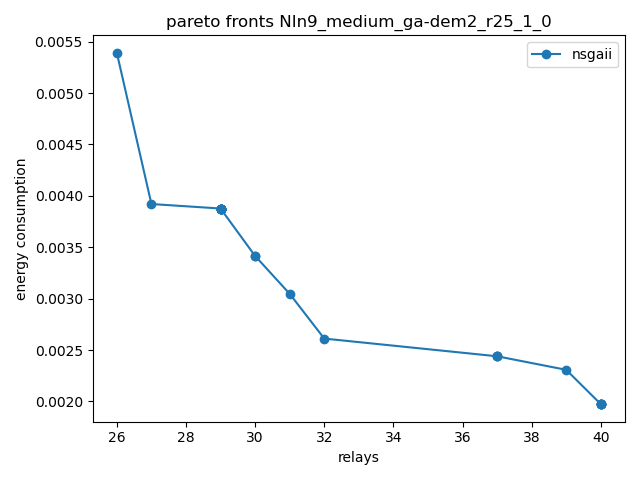 pareto fronts NIn9_medium_ga-dem2_r25_1_0
nsgaii
energy consumption
0.0055
0.0050
0.0045
0.0040
0.0035
0.0030
0.0025
0.0020
26 28 30 32 34 36 38 40
relays